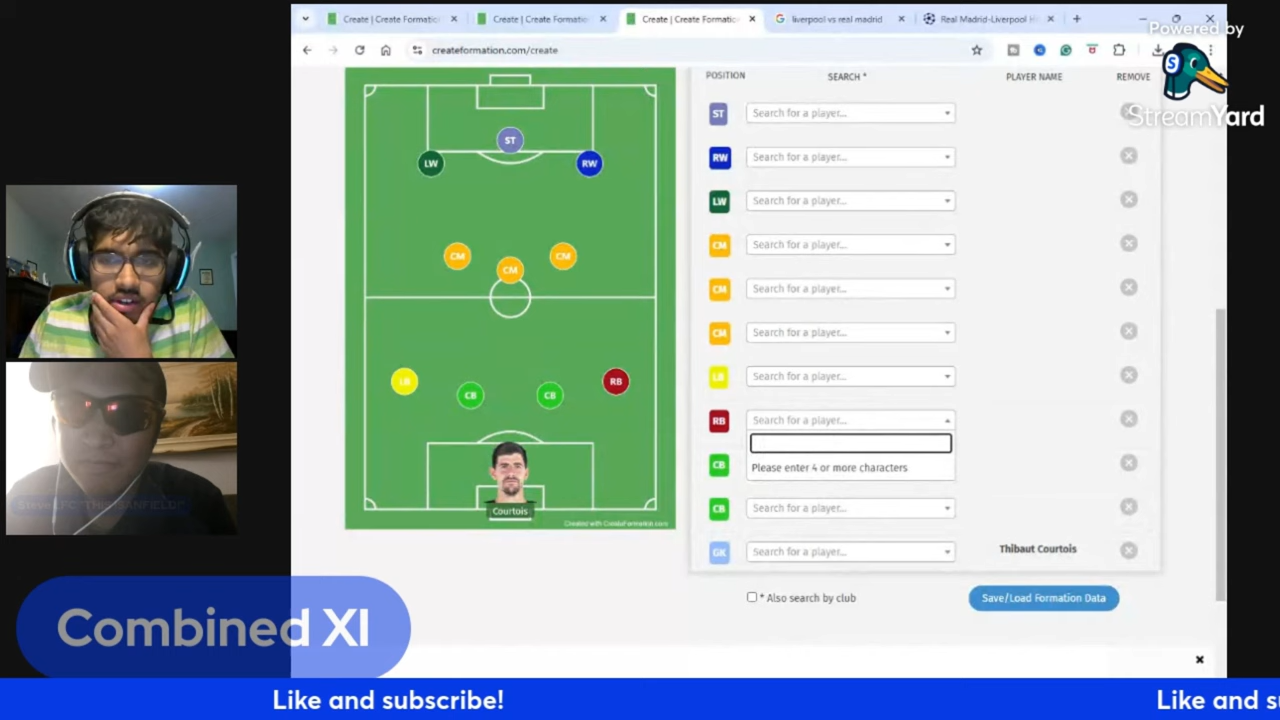 Create | Create Formatio
Create | Create Formatio
Create | Create Formatio
liverpool vs real madrid
Real Madrid-Liverpool H
createformation.com/create
Powered by
StreamYard
POSITION
SEARCH *
PLAYER NAME
REMOVE
ST
Search for a player...
RW
Search for a player...
LW
Search for a player...
CM
Search for a player...
CM
Search for a player...
CM
Search for a player...
LB
Search for a player...
RB
Search for a player...
Please enter 4 or more characters
CB
CB
Search for a player...
GK
Search for a player...
Thibaut Courtois
* Also search by club
Save/Load Formation Data
ST
LW
RW
CM
CM
CM
LB
CB
CB
RB
Courtois
Combined XI
Like and subscribe!
Like and su